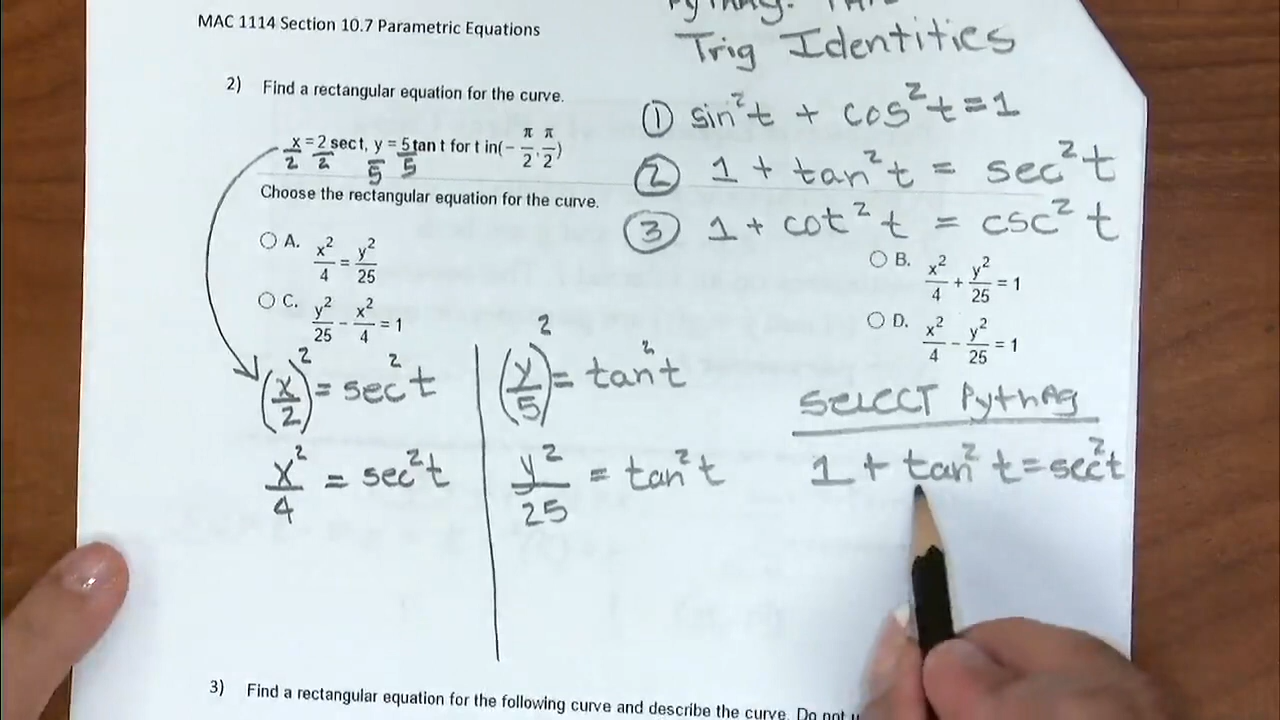 MAC 1114 Section 10.7 Parametric Equations
Trig Identities
2) Find a rectangular equation for the curve.
x = 2 sec t, y = 5 tan t for t in(-π/2, π/2)
2 2 5 5
① sin²t + cos²t = 1
② 1 + tan²t = sec²t
③ 1 + cot²t = csc²t
Choose the rectangular equation for the curve.
A. x²/4 = y²/25
B. x²/4 + y²/25 = 1
C. y²/25 - x²/4 = 1
D. x²/4 - y²/25 = 1
(x/2)² = sec²t
(y/5)² = tan²t
SELECT PythAg
x²/4 = sec²t
y²/25 = tan²t
1 + tan²t = sec²t
3) Find a rectangular equation for the following curve and describe the curve. Do not